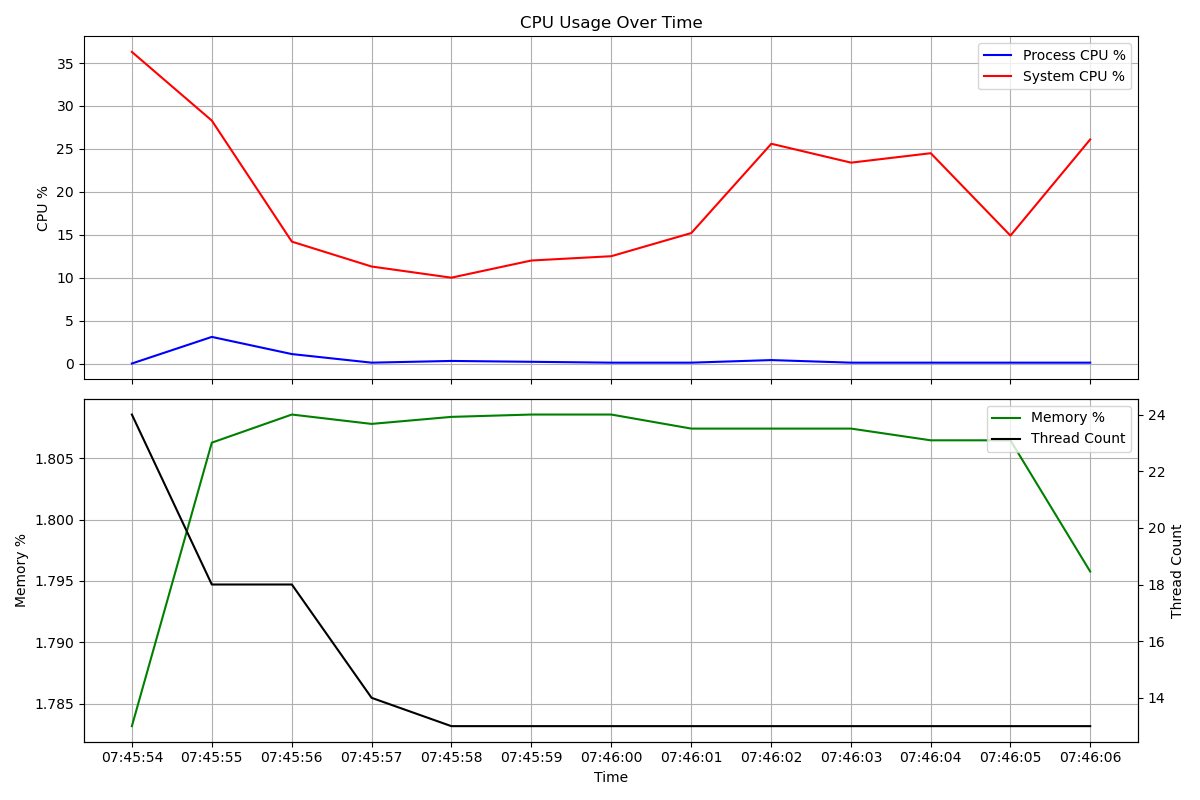 CPU Usage Over Time
Process CPU %
System CPU %
35
30
25
20
15
10
5
0
CPU %
Memory %
Thread Count
1.805
1.800
1.795
1.790
1.785
Memory %
24
22
20
18
16
14
Thread Count
07:45:54 07:45:55 07:45:56 07:45:57 07:45:58 07:45:59 07:46:00 07:46:01 07:46:02 07:46:03 07:46:04 07:46:05 07:46:06
Time